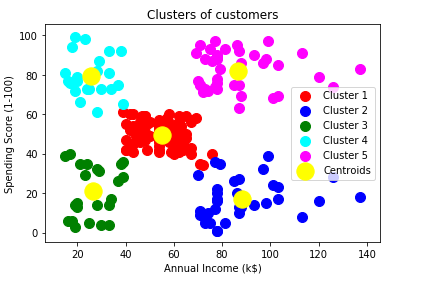 Clusters of customers
100
80
60
40
20
0
Spending Score (1-100)
Cluster 1
Cluster 2
Cluster 3
Cluster 4
Cluster 5
Centroids
20 40 60 80 100 120 140
Annual Income (k$)